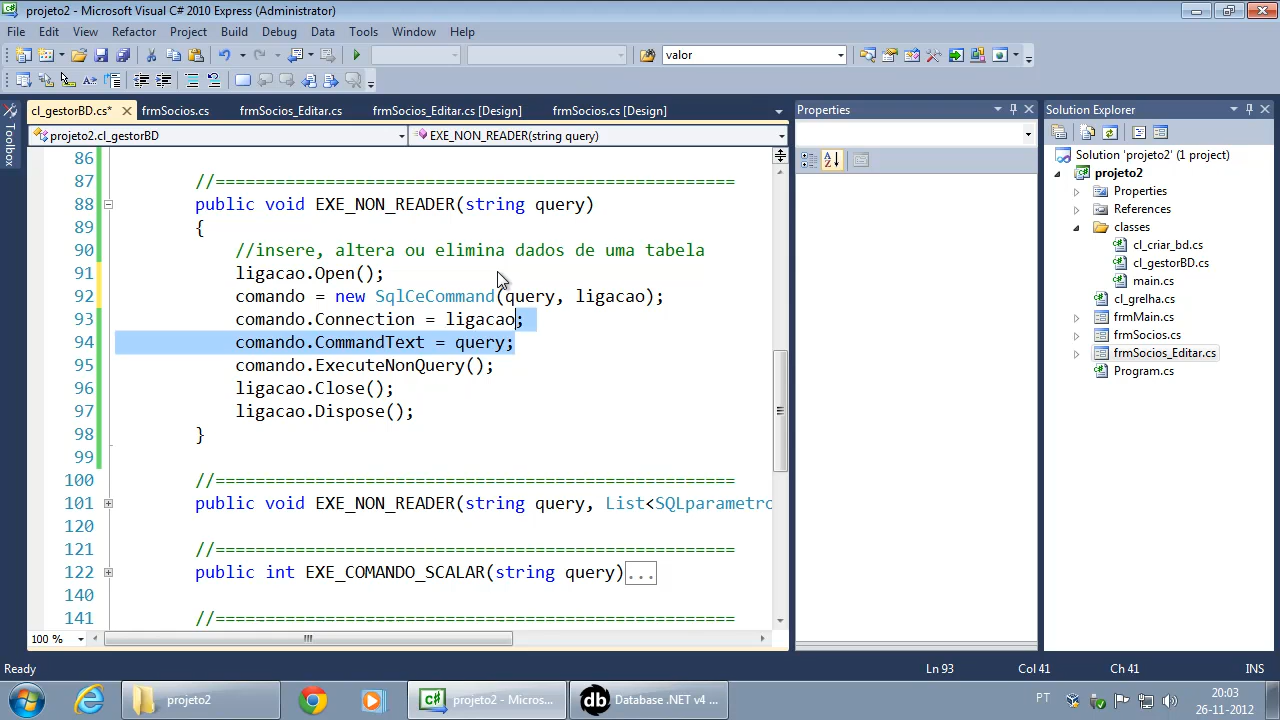 projeto2 - Microsoft Visual C# 2010 Express (Administrator)
File Edit View Refactor Project Build Debug Data Tools Window Help
valor
cl_gestorBD.cs* frmSocios.cs frmSocios_Editar.cs frmSocios_Editar.cs [Design] frmSocios.cs [Design]
projeto2.cl_gestorBD EXE_NON_READER(string query)
Toolbox
86
87 //====================================================
88 public void EXE_NON_READER(string query)
89 {
90 //insere, altera ou elimina dados de uma tabela
91 ligacao.Open();
92 comando = new SqlCeCommand(query, ligacao);
93 comando.Connection = ligacao;
94 comando.CommandText = query;
95 comando.ExecuteNonQuery();
96 ligacao.Close();
97 ligacao.Dispose();
98 }
99
100 //====================================================
101 public void EXE_NON_READER(string query, List<SQLparametro
120
121 //====================================================
122 public int EXE_COMANDO_SCALAR(string query)...
140
141 //====================================================
100 %
Properties
Solution Explorer
Solution 'projeto2' (1 project)
projeto2
Properties
References
classes
cl_criar_bd.cs
cl_gestorBD.cs
main.cs
cl_grelha.cs
frmMain.cs
frmSocios.cs
frmSocios_Editar.cs
Program.cs
Ready Ln 93 Col 41 Ch 41 INS
projeto2 projeto2 - Micros... Database .NET v4 ... PT 20:03
26-11-2012